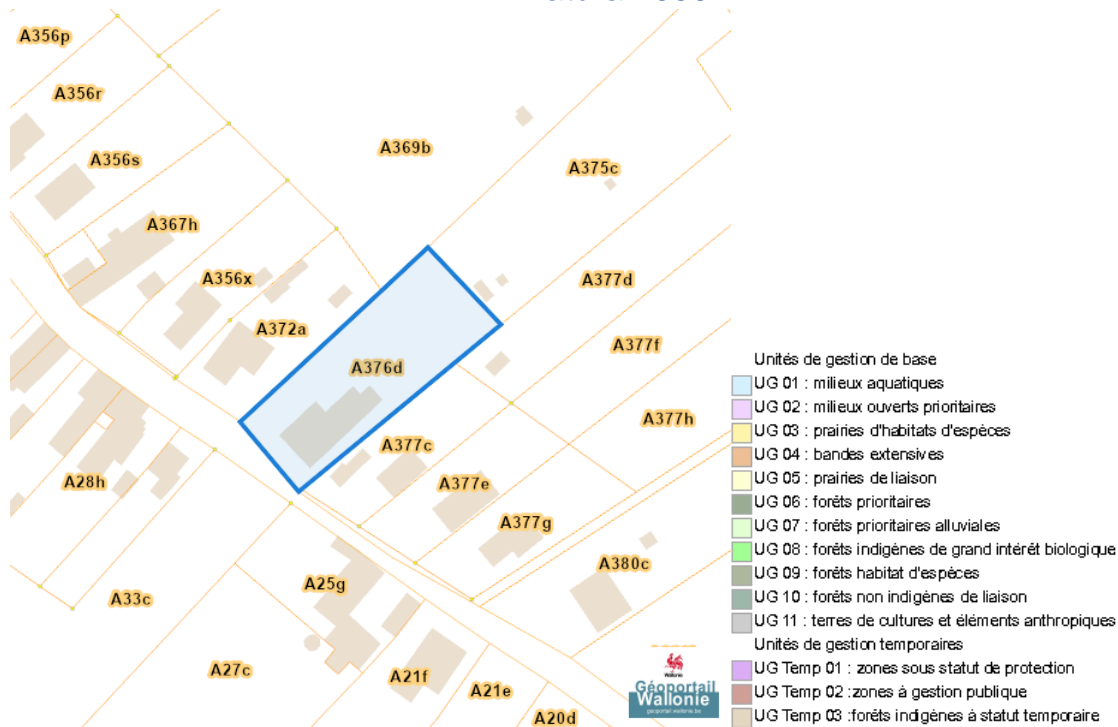 A356p
A356r
A369b
A356s
A375c
A367h
A356x
A377d
A372a
A377f
A376d
A377h
A377c
A28h
A377e
A377g
A380c
A25g
A33c
A27c
A21f
A21e
A20d
Wallonie
Géoportail
Wallonie
geoportail.wallonie.be
Unités de gestion de base
UG 01 : milieux aquatiques
UG 02 : milieux ouverts prioritaires
UG 03 : prairies d'habitats d'espèces
UG 04 : bandes extensives
UG 05 : prairies de liaison
UG 06 : forêts prioritaires
UG 07 : forêts prioritaires alluviales
UG 08 : forêts indigènes de grand intérêt biologique
UG 09 : forêts habitat d'espèces
UG 10 : forêts non indigènes de liaison
UG 11 : terres de cultures et éléments anthropiques
Unités de gestion temporaires
UG Temp 01 : zones sous statut de protection
UG Temp 02 :zones à gestion publique
UG Temp 03 :forêts indigènes à statut temporaire